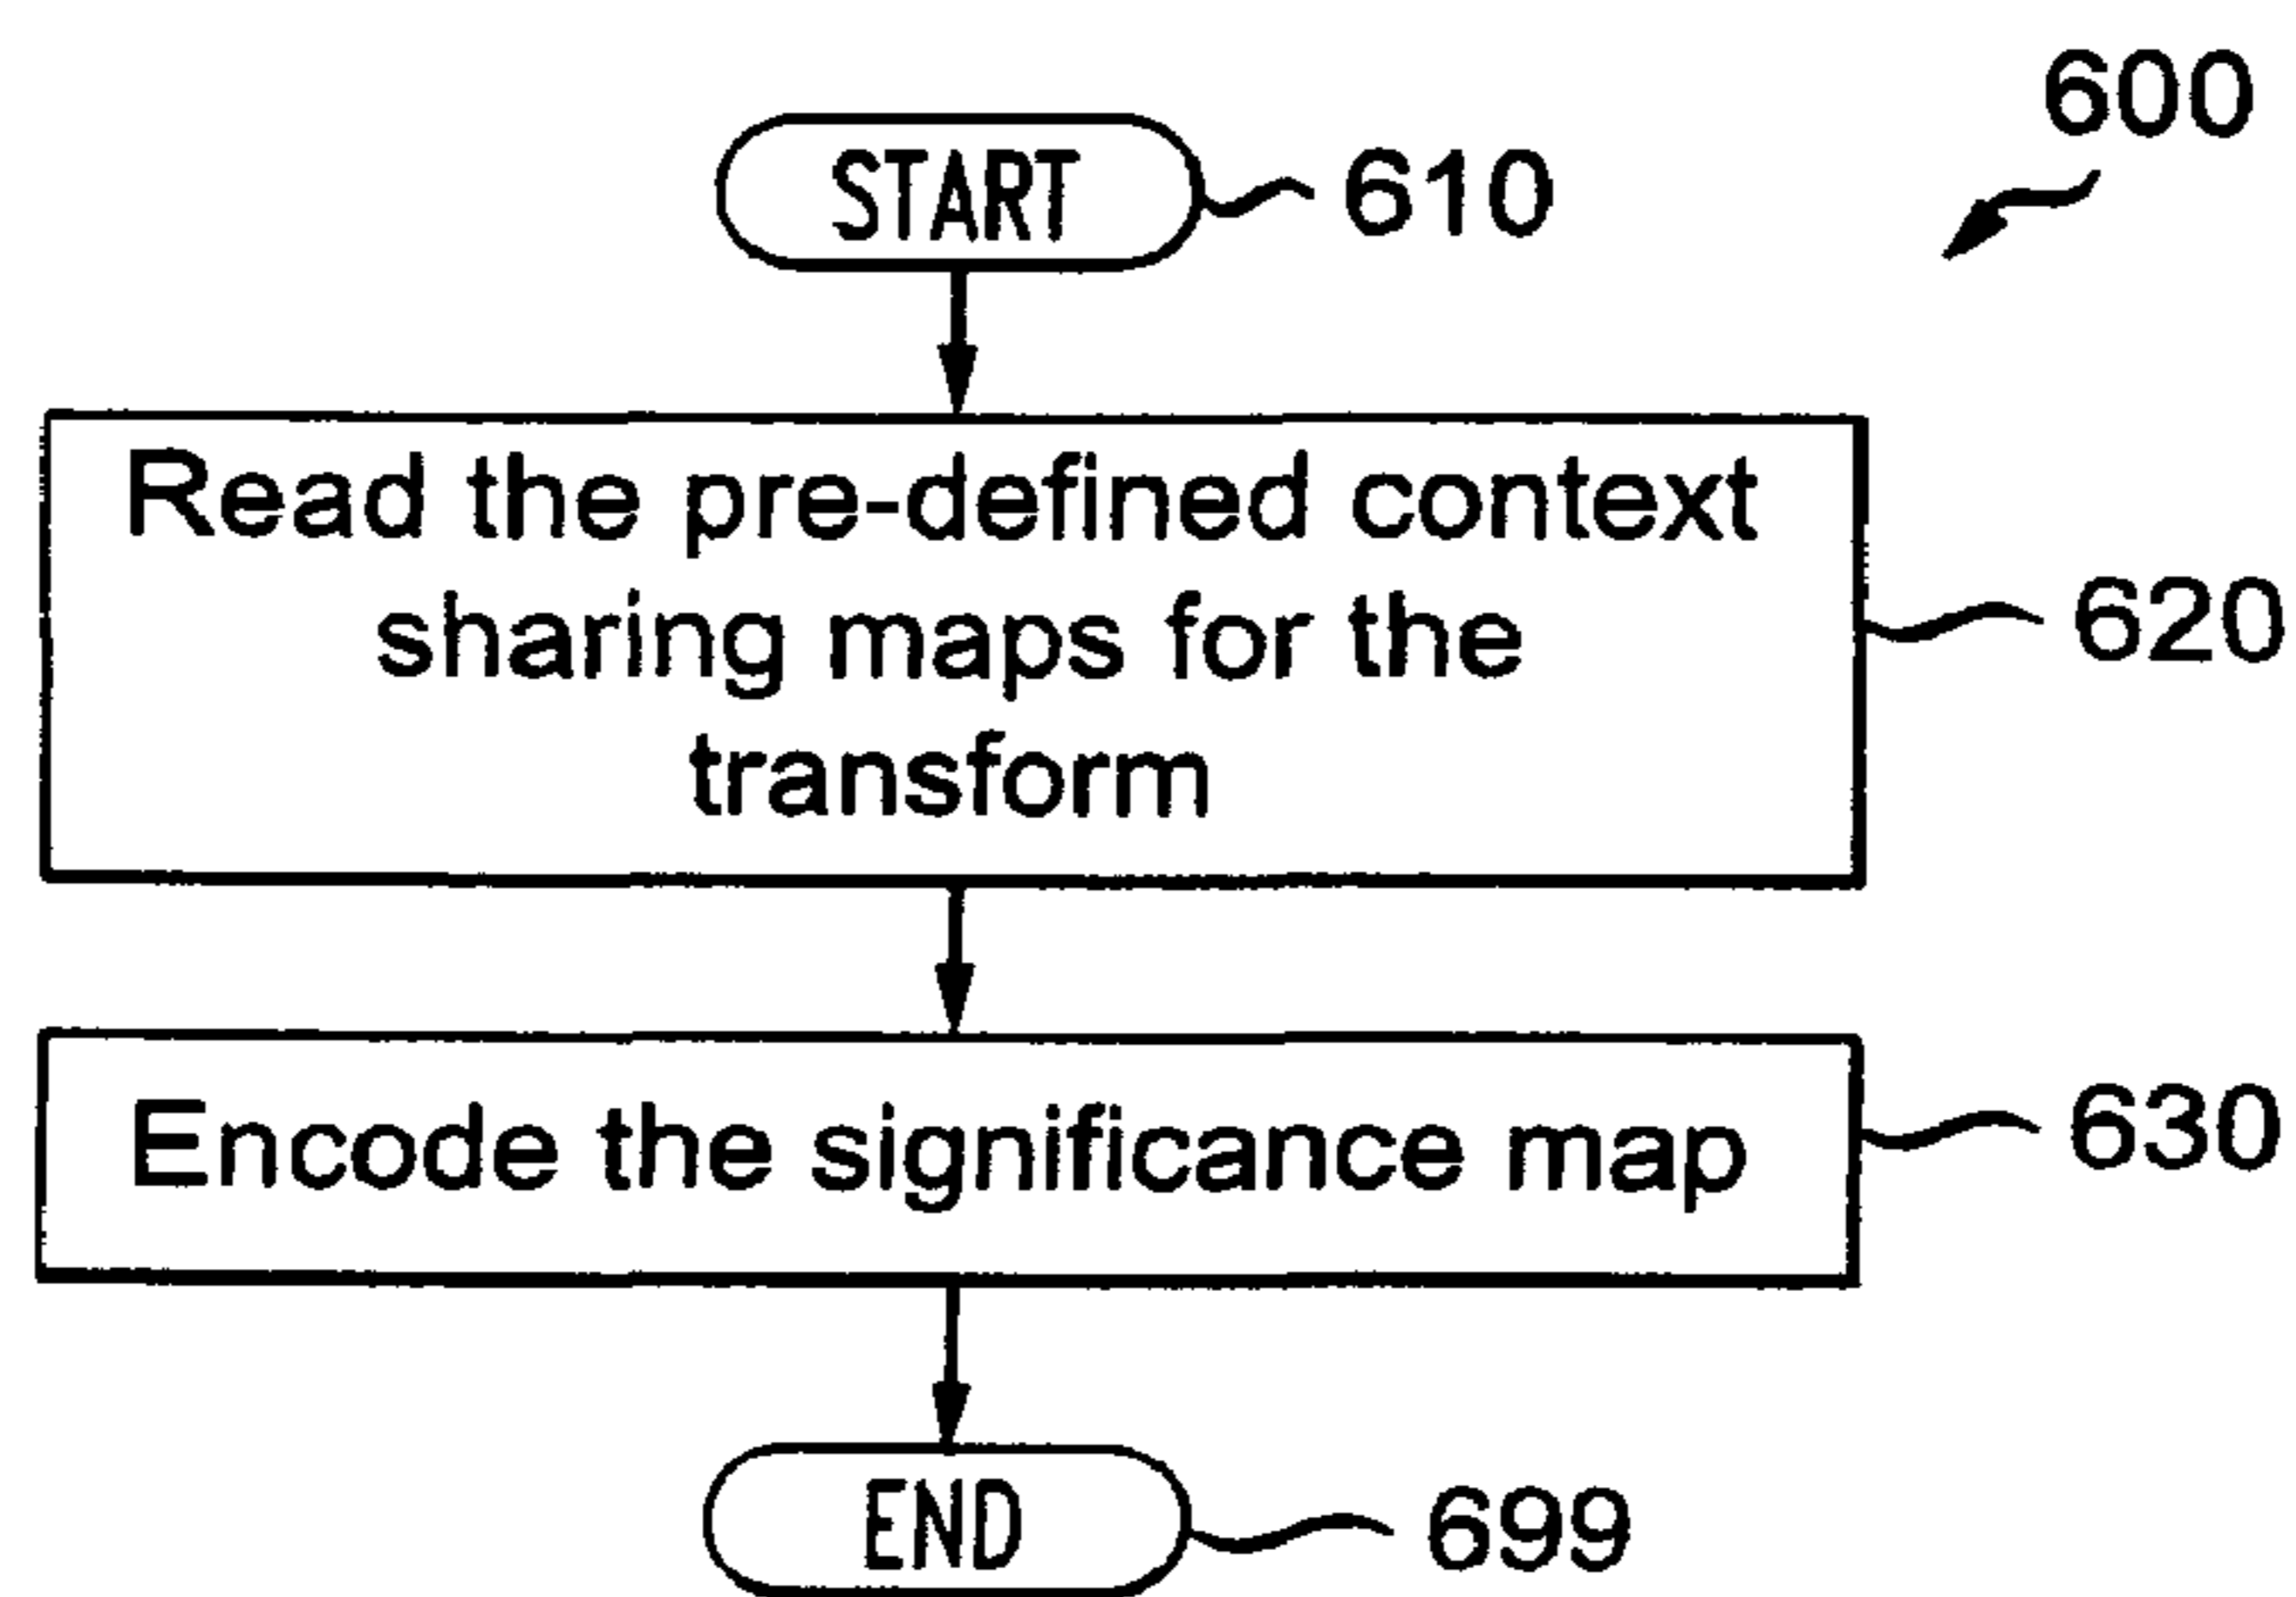 600
START 610
Read the pre-defined context
sharing maps for the
transform
620
Encode the significance map 630
END 699